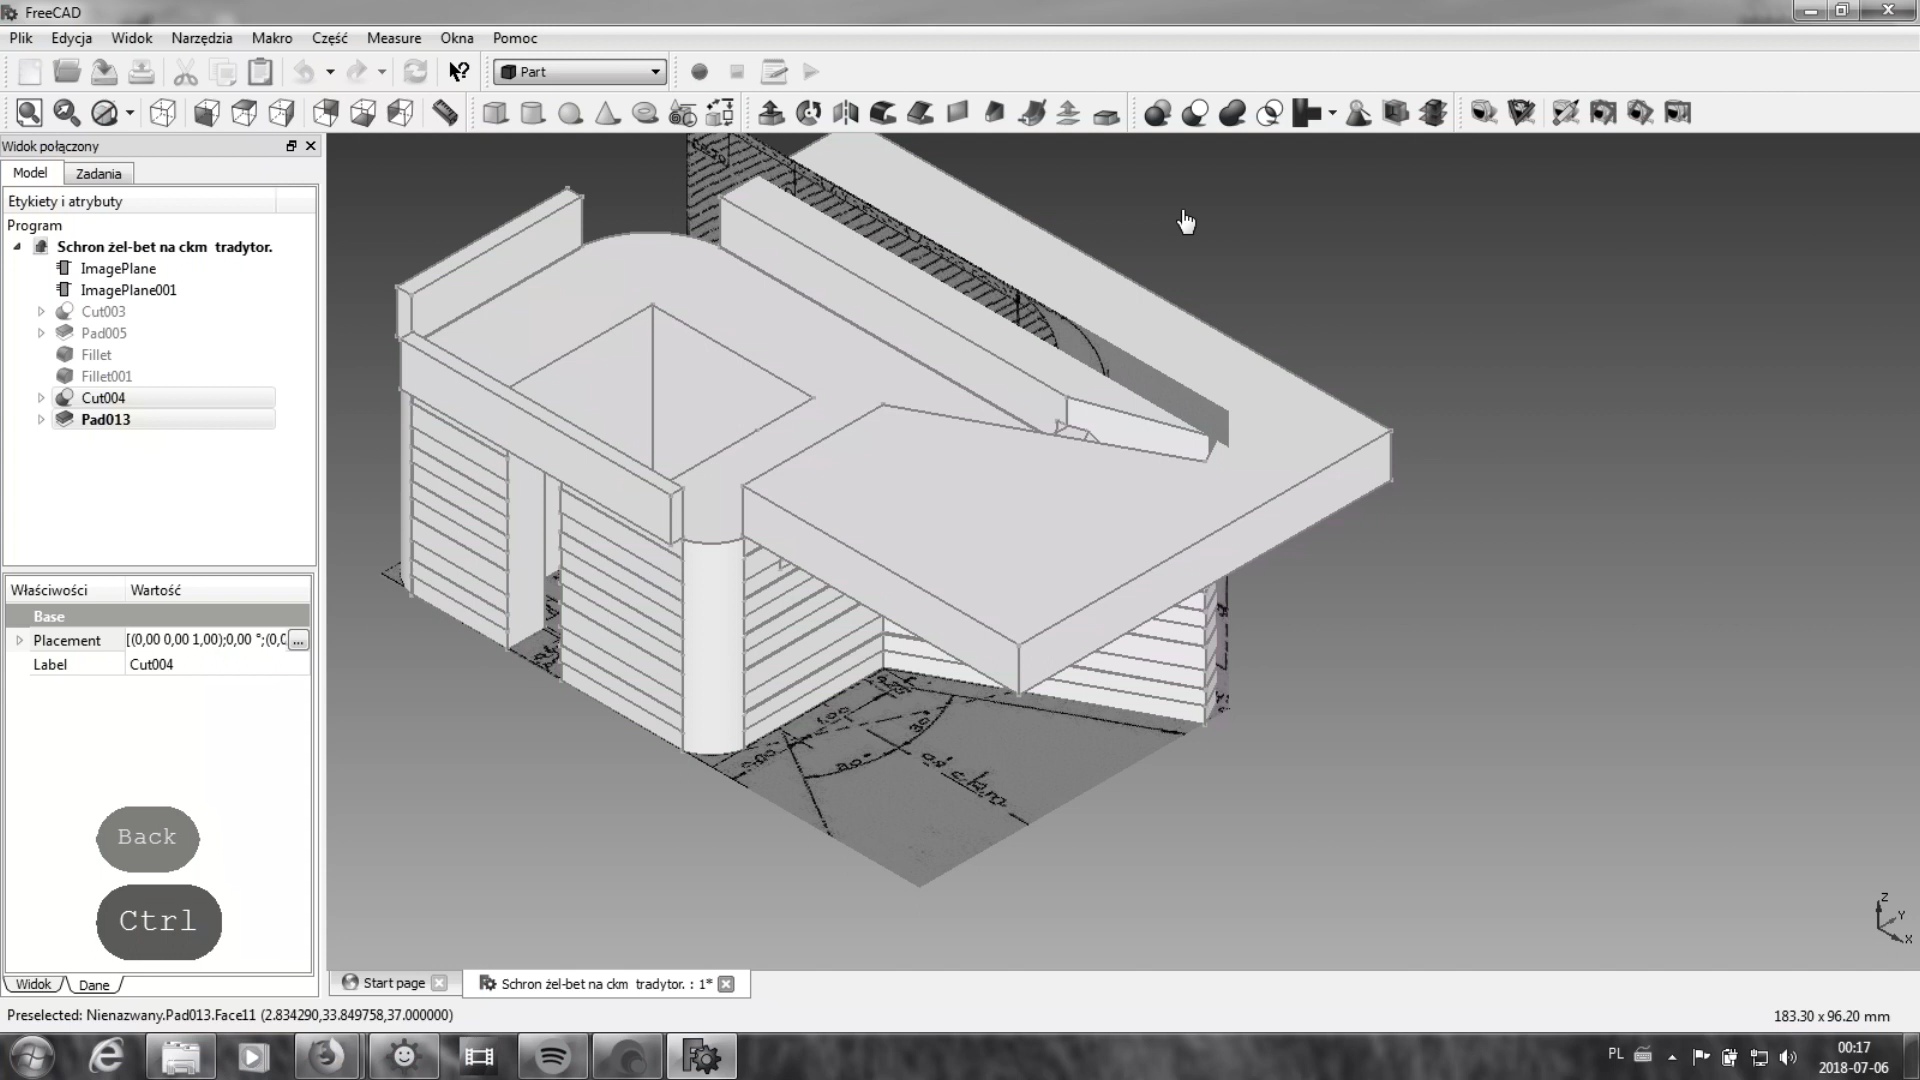 FreeCAD
Plik Edycja Widok Narzędzia Makro Część Measure Okna Pomoc
Part
Widok połączony
Model Zadania
Etykiety i atrybuty
Program
Schron żel-bet na ckm tradytor.
ImagePlane
ImagePlane001
Cut003
Pad005
Fillet
Fillet001
Cut004
Pad013
Właściwości Wartość
Base
Placement [(0,00 0,00 1,00);0,00 °;(0,0 ...
Label Cut004
Back
Ctrl
Widok Dane
Start page
Schron żel-bet na ckm tradytor. : 1*
30°
Z
Y
X
Preselected: Nienazwany.Pad013.Face11 (2.834290,33.849758,37.000000)
183.30 x 96.20 mm
PL
00:17
2018-07-06